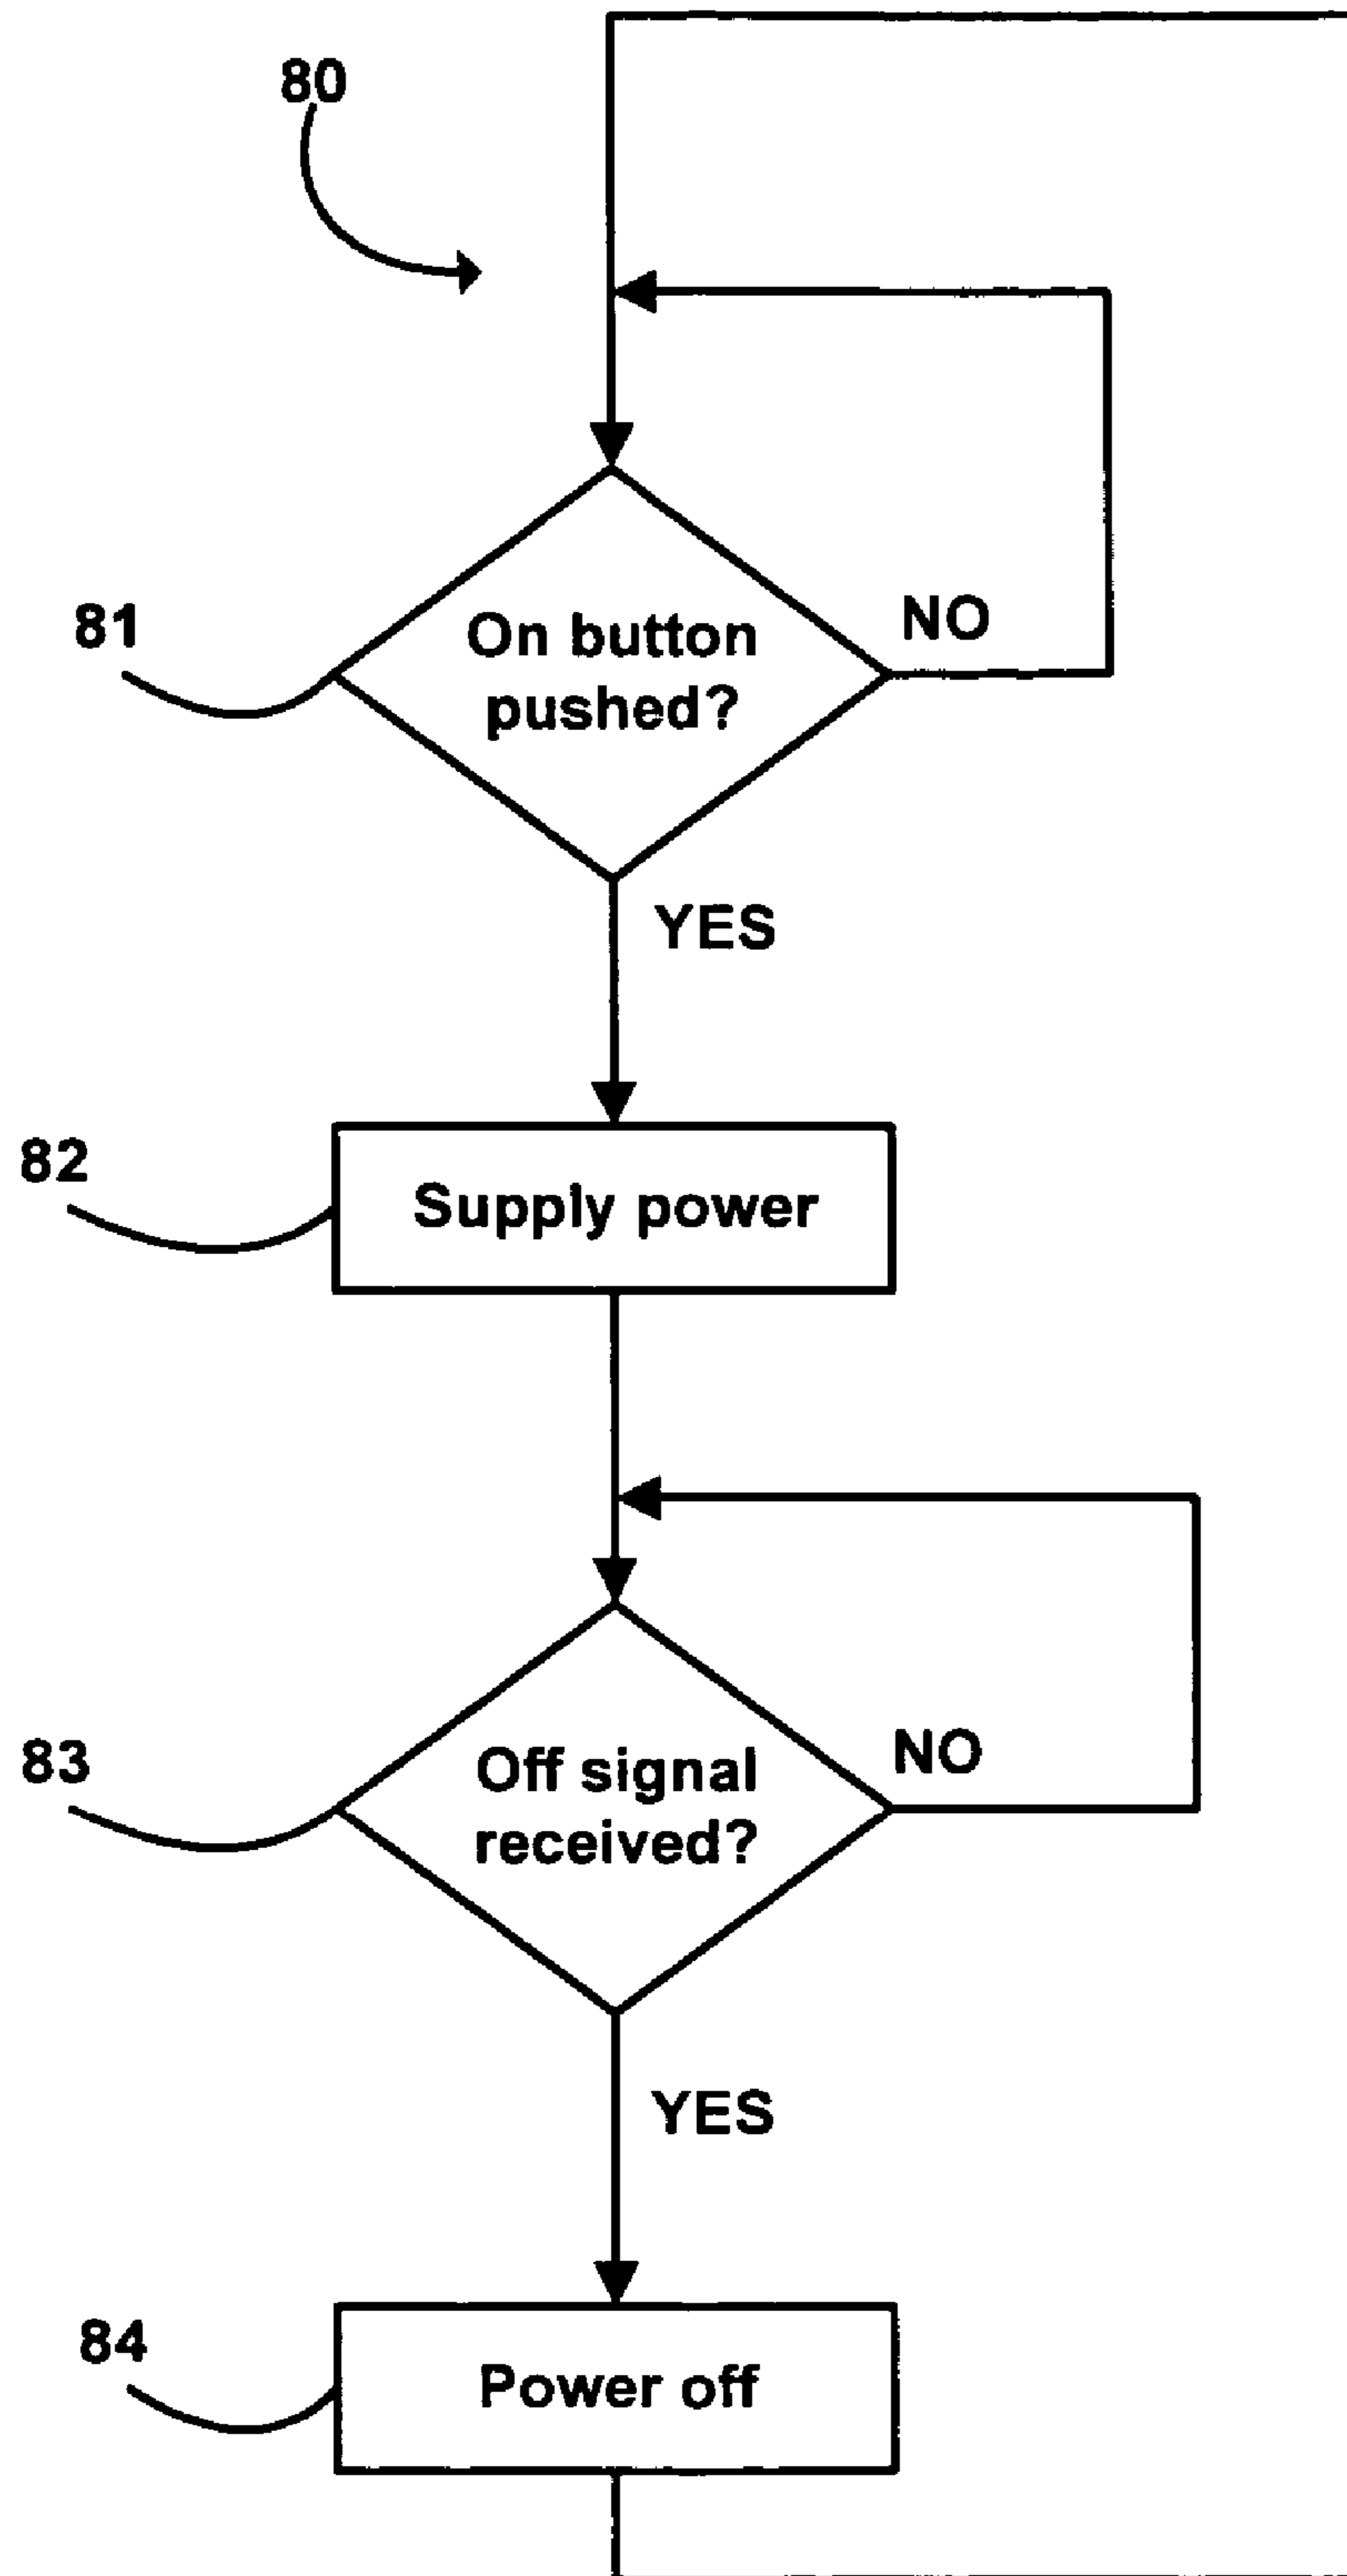 80
81
On button
pushed?
NO
YES
82
Supply power
83
Off signal
received?
NO
YES
84
Power off